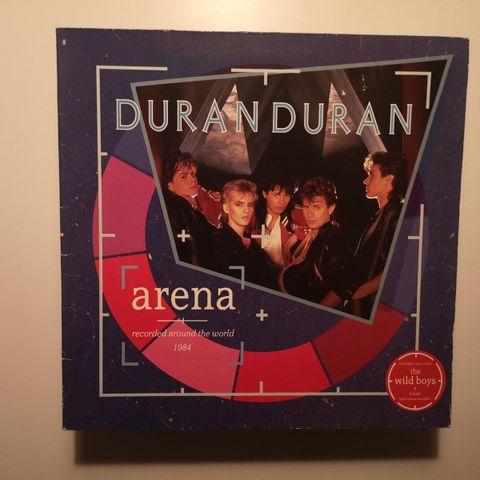 DURAN DURAN
arena
recorded around the world
1984
the
wild boys